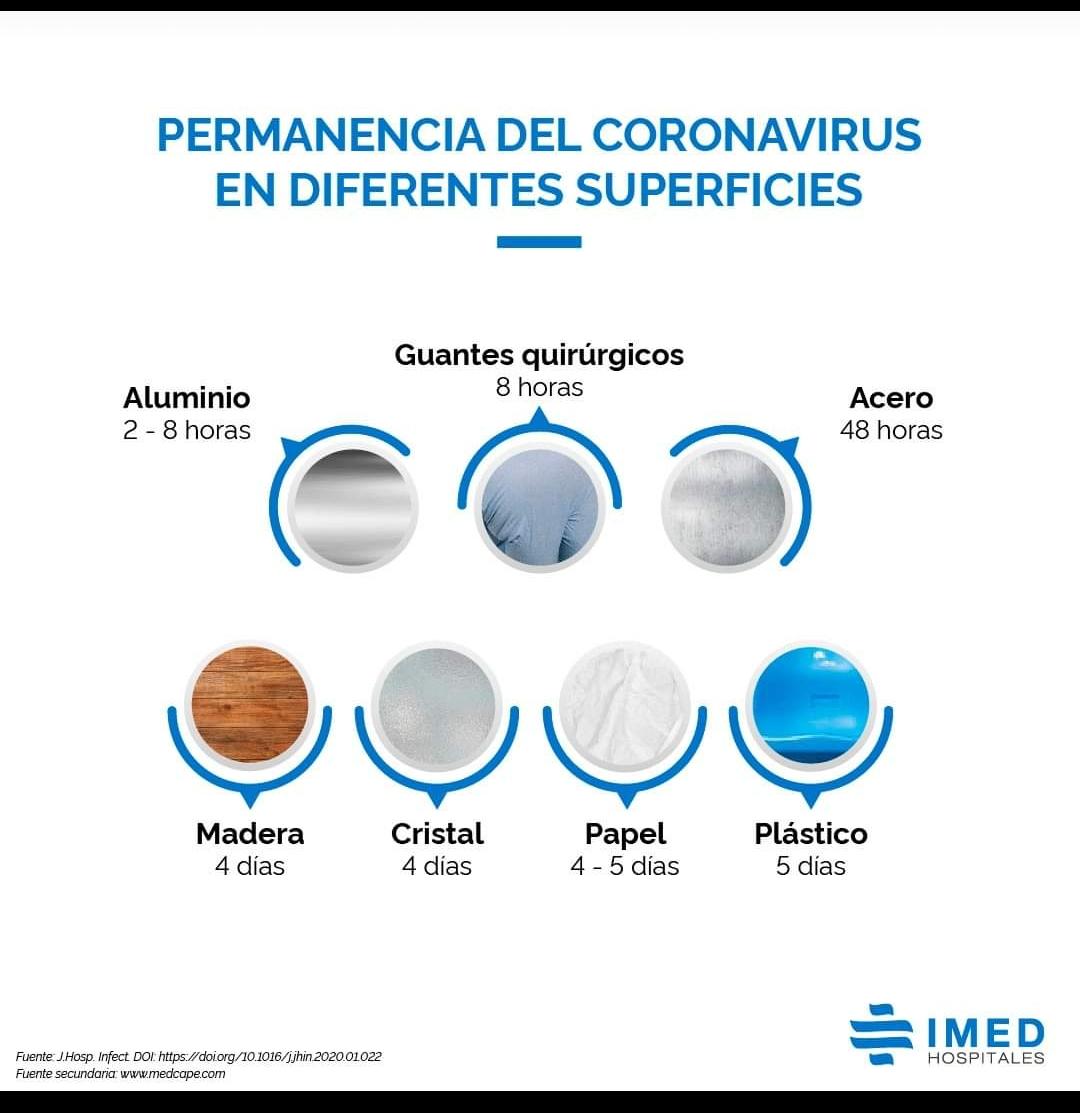 PERMANENCIA DEL CORONAVIRUS
EN DIFERENTES SUPERFICIES
Guantes quirúrgicos
8 horas
Aluminio
2 - 8 horas
Acero
48 horas
Madera
4 días
Cristal
4 días
Papel
4 - 5 días
Plástico
5 días
IMED
HOSPITALES
Fuente: J.Hosp. Infect. DOI: https://doi.org/10.1016/j.jhin.2020.01.022
Fuente secundaria: www.medcape.com